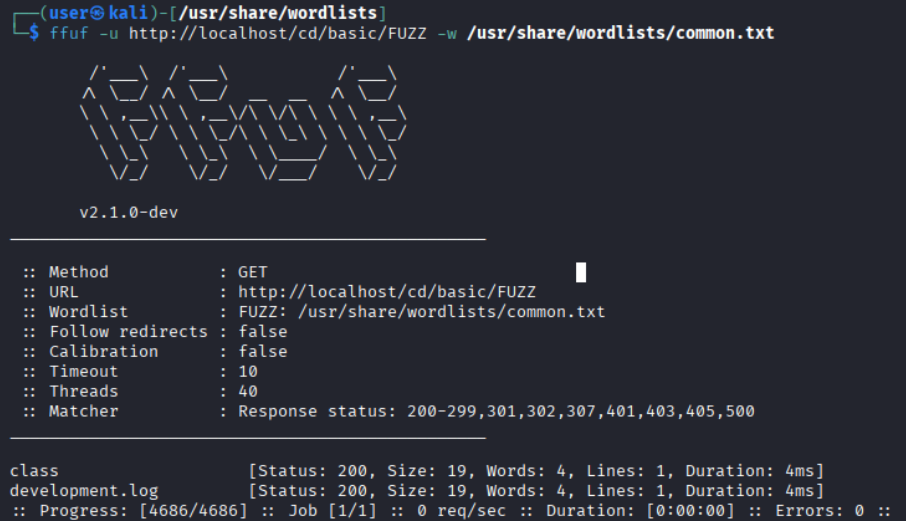 ┌──(user㉿kali)-[/usr/share/wordlists]
└─$ ffuf -u http://localhost/cd/basic/FUZZ -w /usr/share/wordlists/common.txt
v2.1.0-dev
:: Method : GET
:: URL : http://localhost/cd/basic/FUZZ
:: Wordlist : FUZZ: /usr/share/wordlists/common.txt
:: Follow redirects : false
:: Calibration : false
:: Timeout : 10
:: Threads : 40
:: Matcher : Response status: 200-299,301,302,307,401,403,405,500
class [Status: 200, Size: 19, Words: 4, Lines: 1, Duration: 4ms]
development.log [Status: 200, Size: 19, Words: 4, Lines: 1, Duration: 4ms]
:: Progress: [4686/4686] :: Job [1/1] :: 0 req/sec :: Duration: [0:00:00] :: Errors: 0 ::